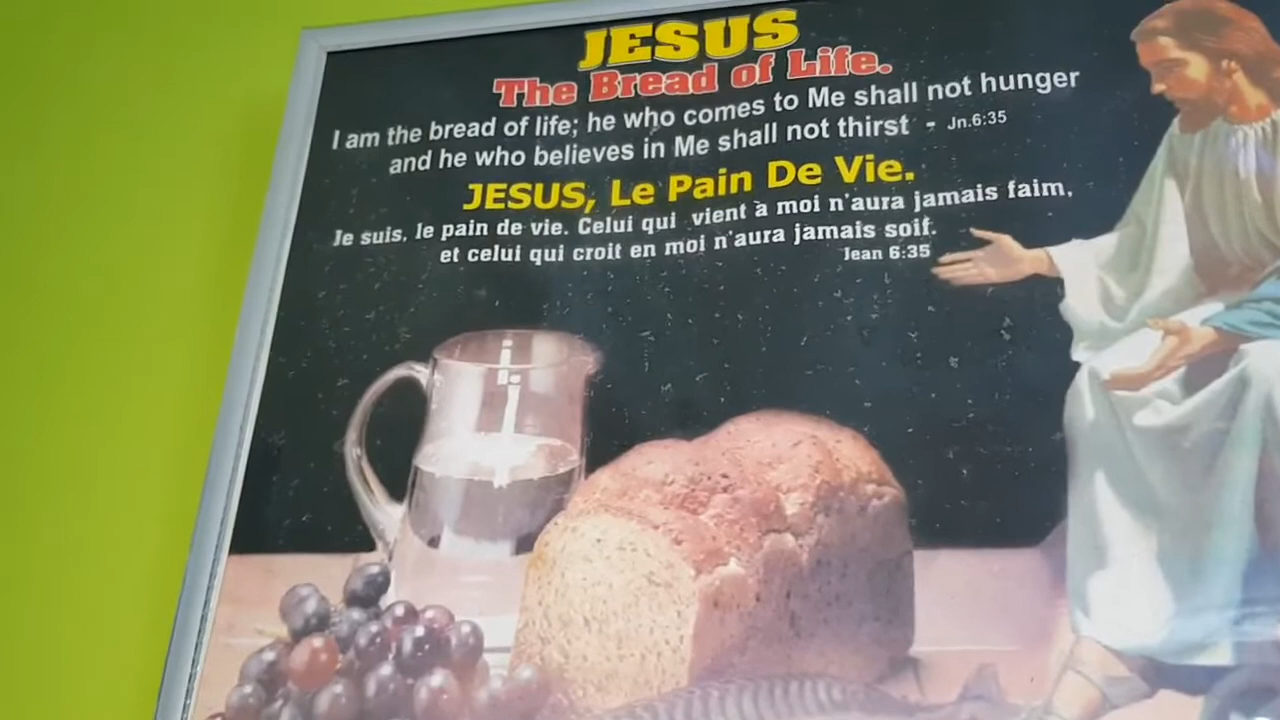 JESUS
The Bread of Life.
I am the bread of life; he who comes to Me shall not hunger
and he who believes in Me shall not thirst - Jn.6:35
JESUS, Le Pain De Vie.
Je suis, le pain de vie. Celui qui vient à moi n'aura jamais faim,
et celui qui croit en moi n'aura jamais soif.
Jean 6:35